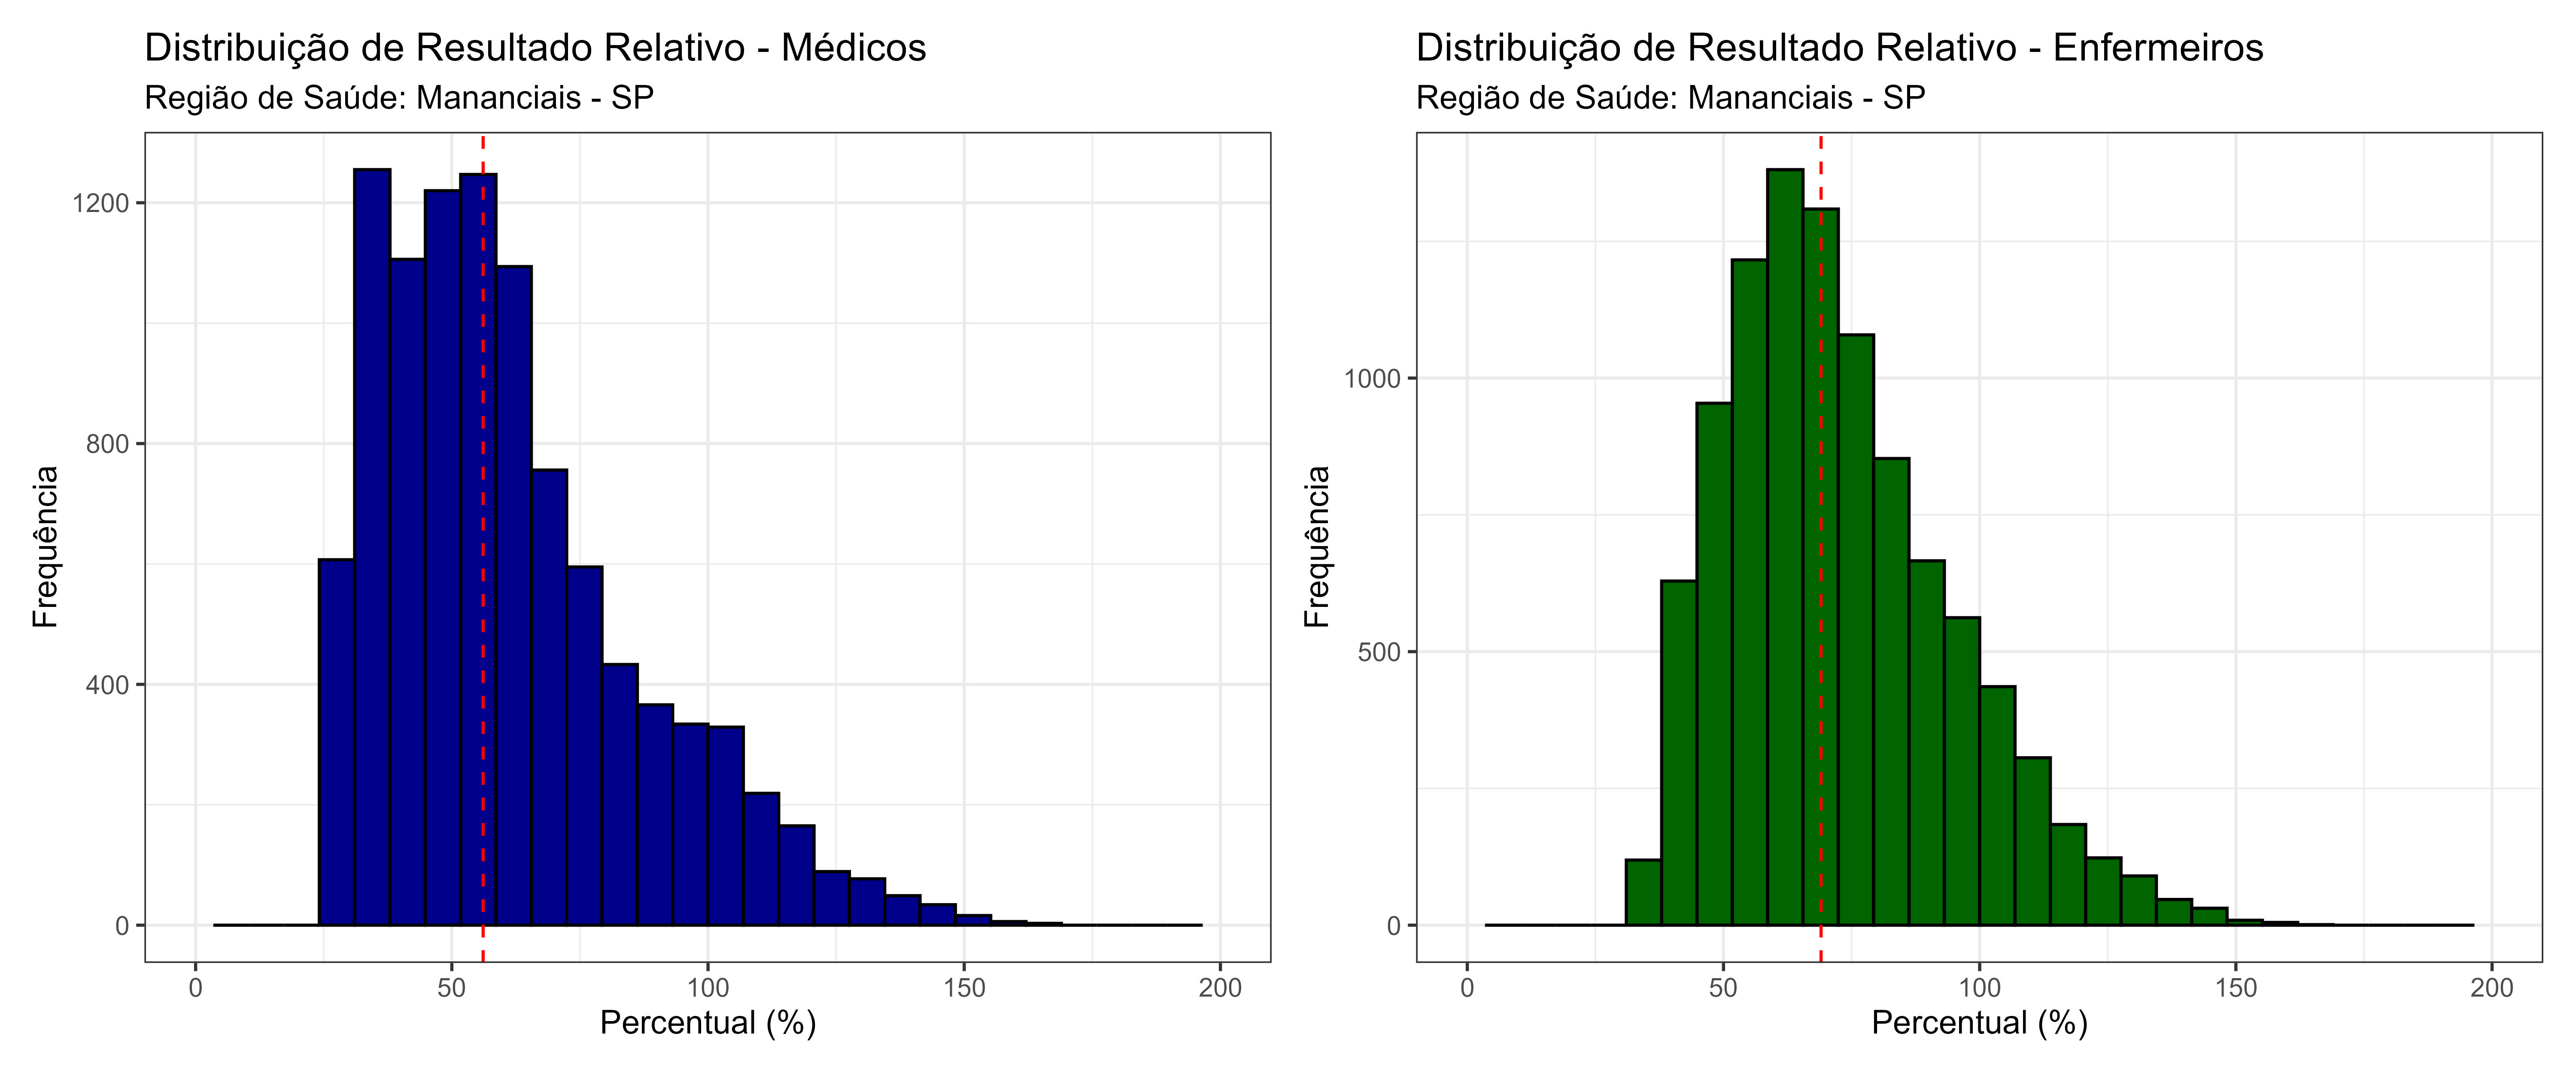 Distribuição de Resultado Relativo - Médicos
Região de Saúde: Mananciais - SP
Frequência
1200
800
400
0
0 50 100 150 200
Percentual (%)
Distribuição de Resultado Relativo - Enfermeiros
Região de Saúde: Mananciais - SP
Frequência
1000
500
0
0 50 100 150 200
Percentual (%)